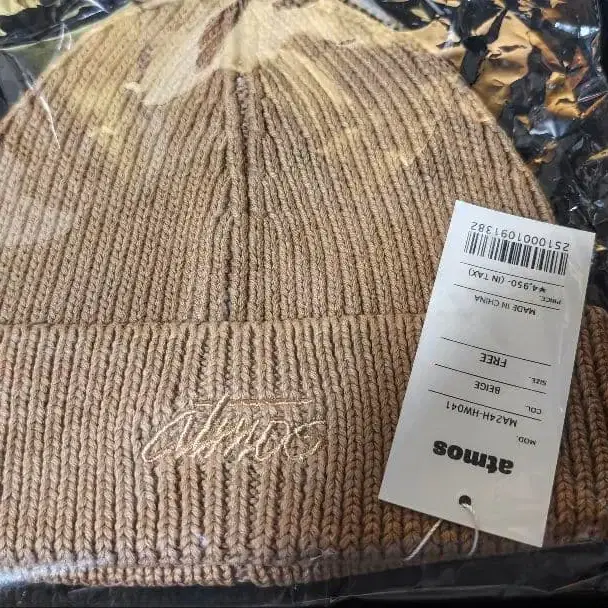 atmos
atmos
MOD. MA24H-HW041
COL. BEIGE
SIZE. FREE
MADE IN CHINA
PRICE. ¥4,950- (IN TAX)
2510001091382